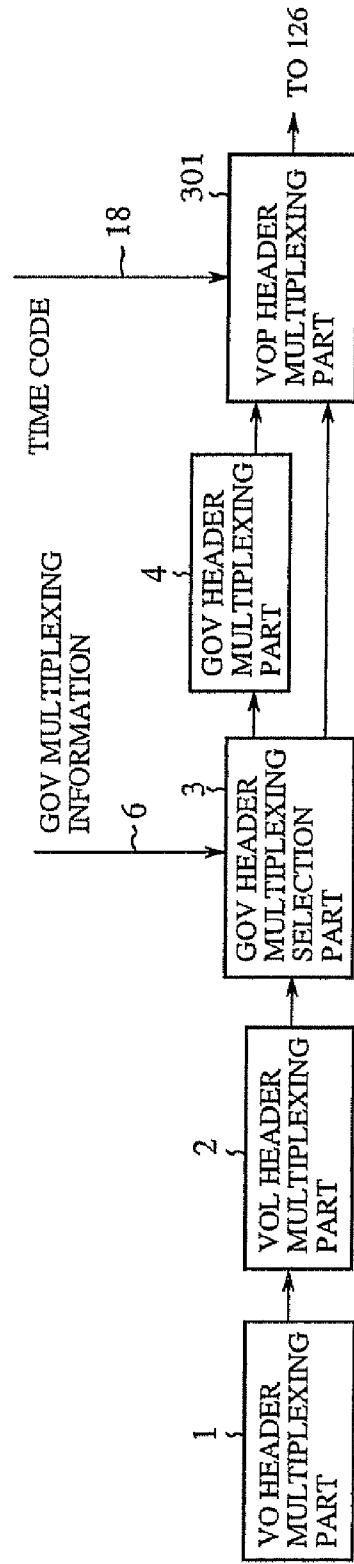 1
VO HEADER
MULTIPLEXING
PART
2
VOL HEADER
MULTIPLEXING
PART
GOV MULTIPLEXING
INFORMATION
6
3
GOV HEADER
MULTIPLEXING
SELECTION
PART
4
GOV HEADER
MULTIPLEXING
PART
TIME CODE
18
301
VOP HEADER
MULTIPLEXING
PART
TO 126